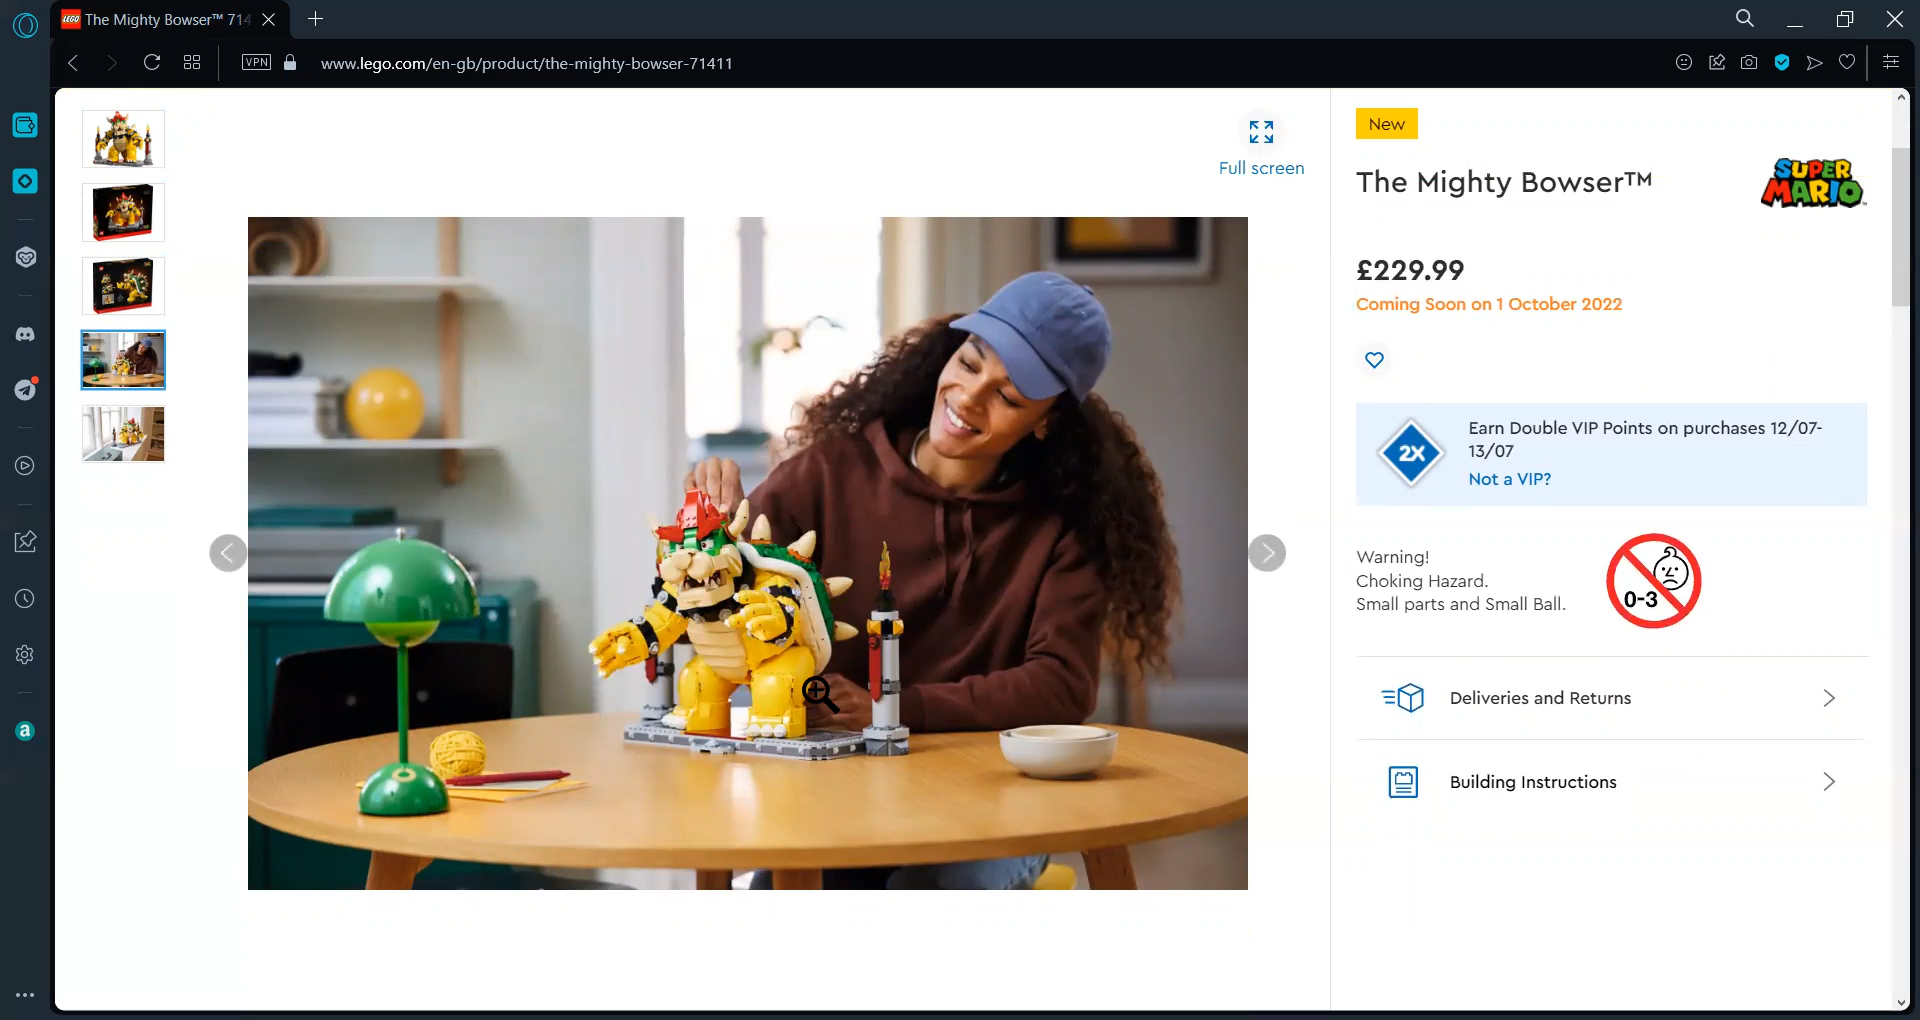 The Mighty Bowser™ 714
VPN
www.lego.com/en-gb/product/the-mighty-bowser-71411
Full screen
New
The Mighty Bowser™
SUPER
MARIO™
£229.99
Coming Soon on 1 October 2022
2X
Earn Double VIP Points on purchases 12/07-
13/07
Not a VIP?
Warning!
Choking Hazard.
Small parts and Small Ball.
0-3
Deliveries and Returns
Building Instructions